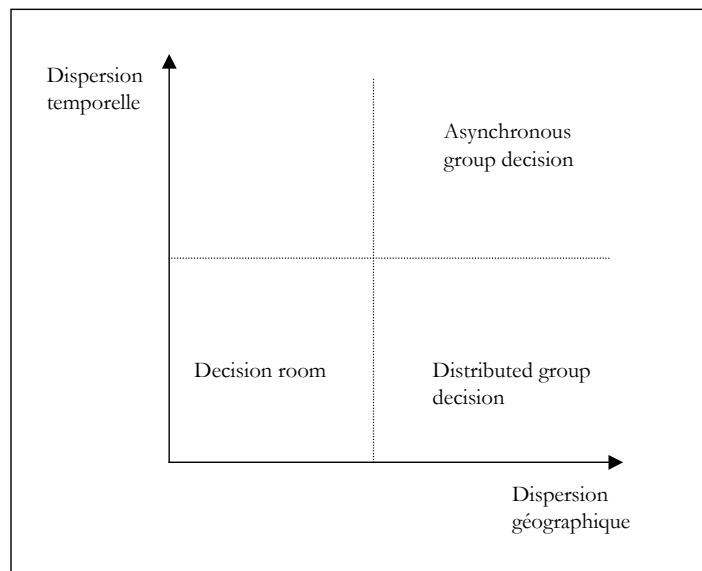 Dispersion
temporelle
Asynchronous
group decision
Decision room
Distributed group
decision
Dispersion
géographique